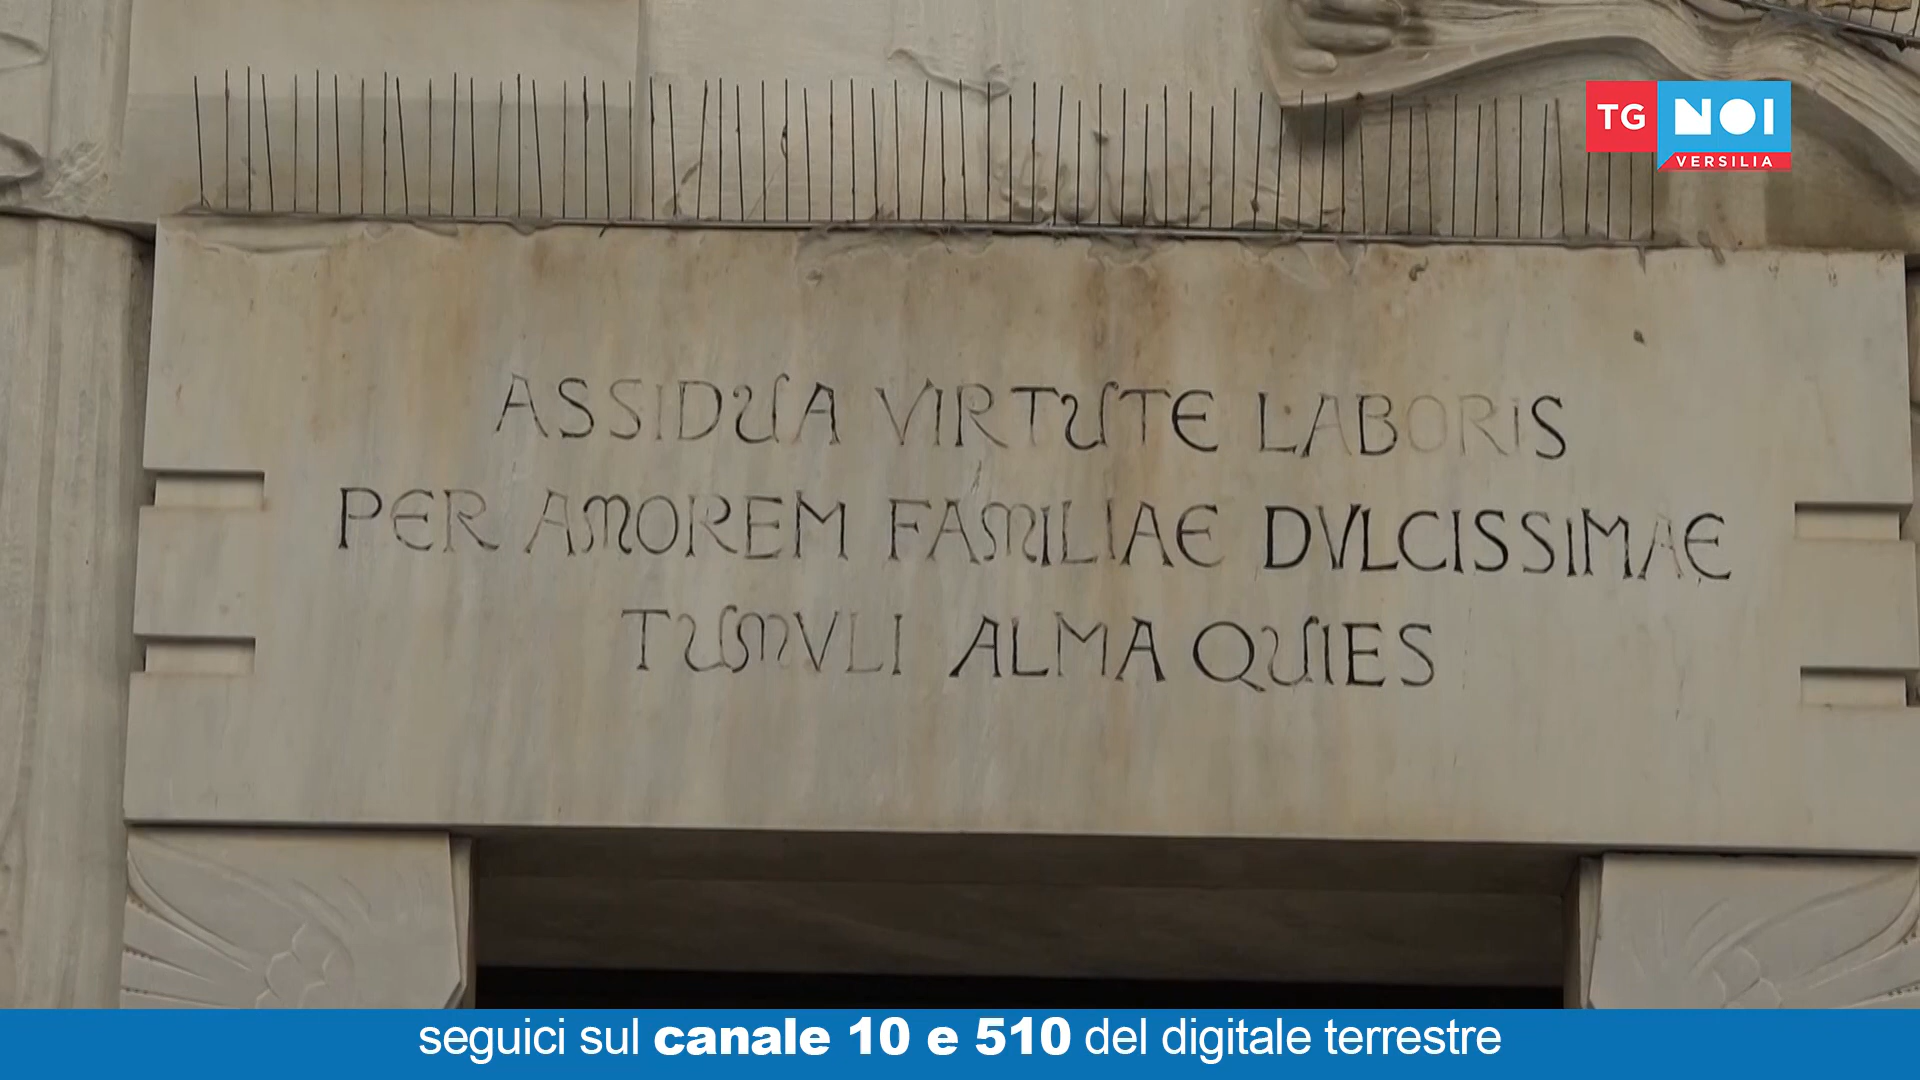 TG NOI
VERSILIA
ASSIDUA VIRTUTE LABORIS
PER AMOREM FAMILIAE DVLCISSIMAE
TUMVLI ALMA QUIES
seguici sul canale 10 e 510 del digitale terrestre